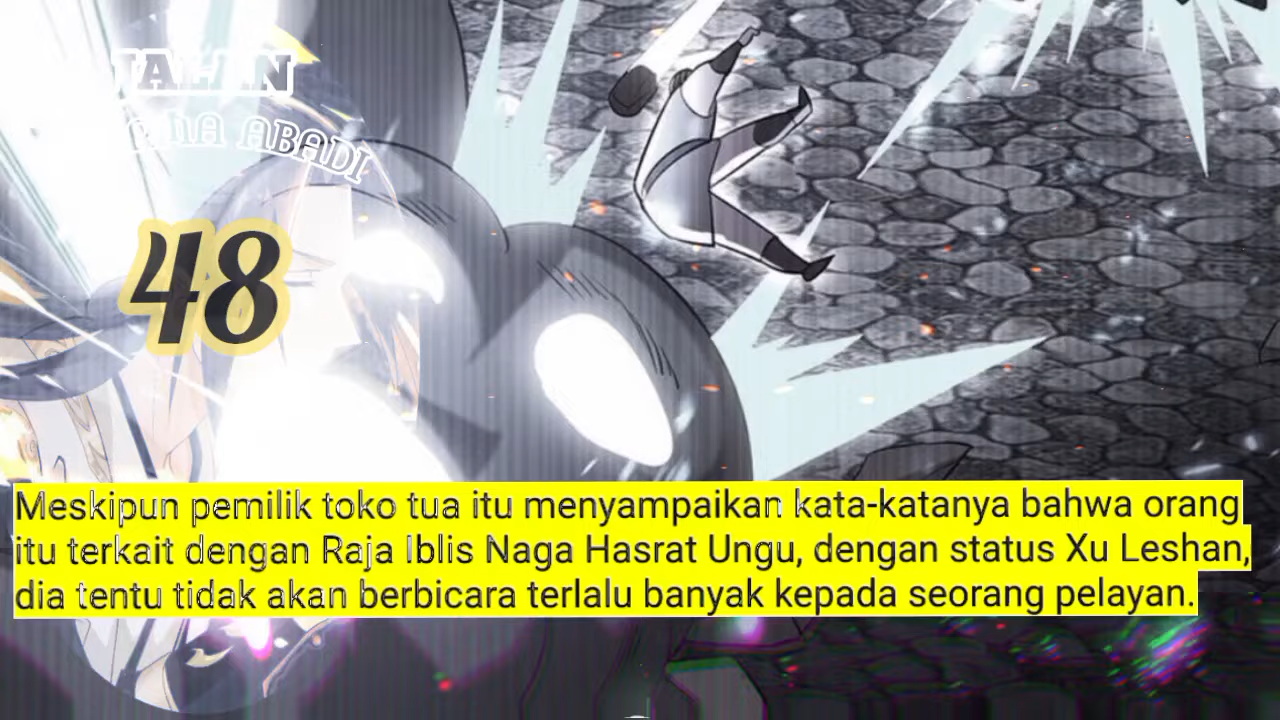 ABADI
48
Meskipun pemilik toko tua itu menyampaikan kata-katanya bahwa orang
itu terkait dengan Raja Iblis Naga Hasrat Ungu, dengan status Xu Leshan,
dia tentu tidak akan berbicara terlalu banyak kepada seorang pelayan.